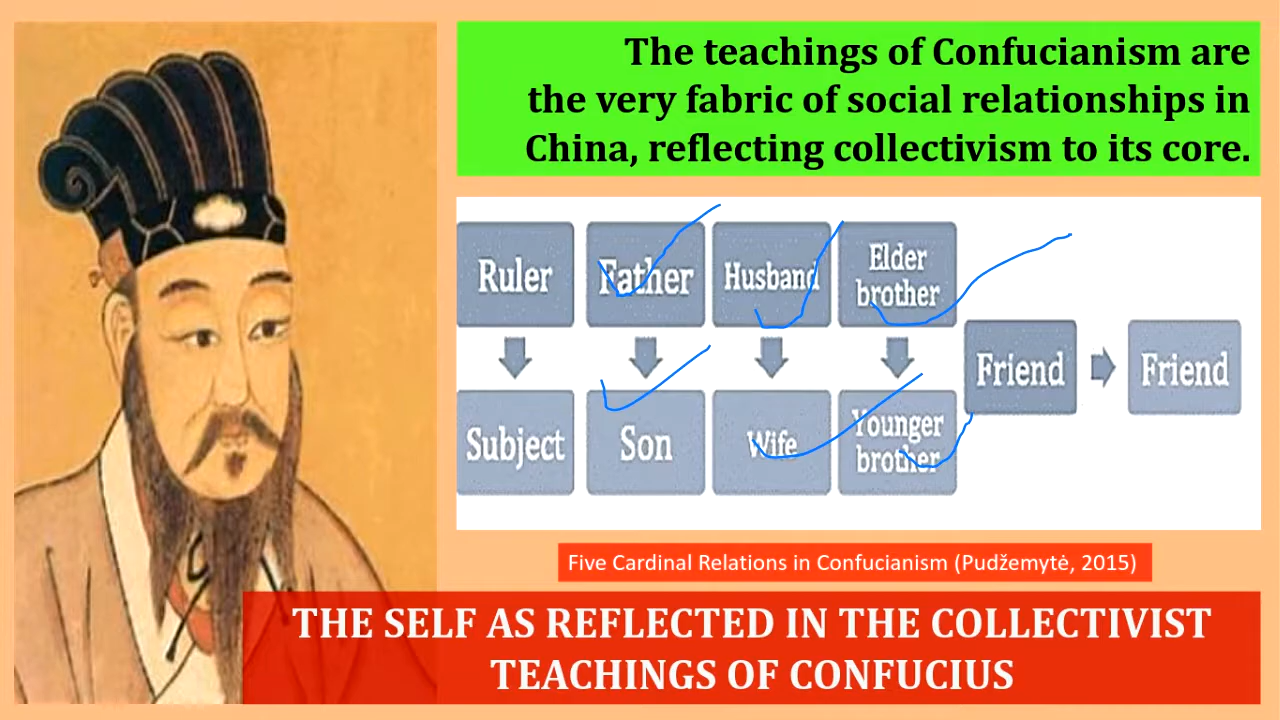 The teachings of Confucianism are
the very fabric of social relationships in
China, reflecting collectivism to its core.
Ruler
Father
Husband
Elder
brother
Friend
Friend
Subject
Son
Wife
Younger
brother
Five Cardinal Relations in Confucianism (Pudžemytė, 2015)
THE SELF AS REFLECTED IN THE COLLECTIVIST
TEACHINGS OF CONFUCIUS